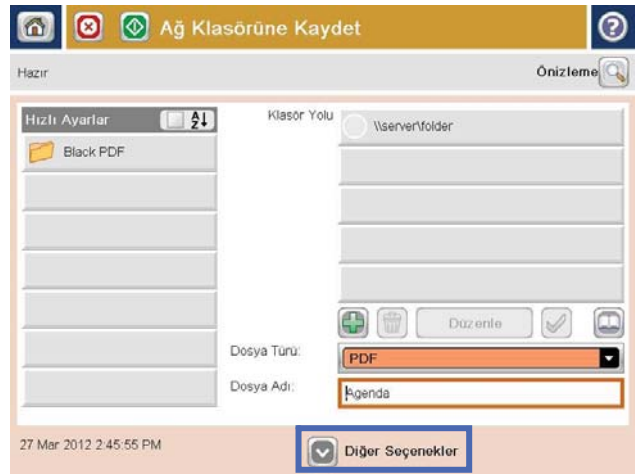 Ağ Klasörüne Kaydet
Hazır
Önizleme
Hızlı Ayarlar
Klasör Yolu
\\server\folder
Black PDF
Düzenle
Dosya Türü:
PDF
Dosya Adı:
Agenda
27 Mar 2012 2:45:55 PM
Diğer Seçenekler